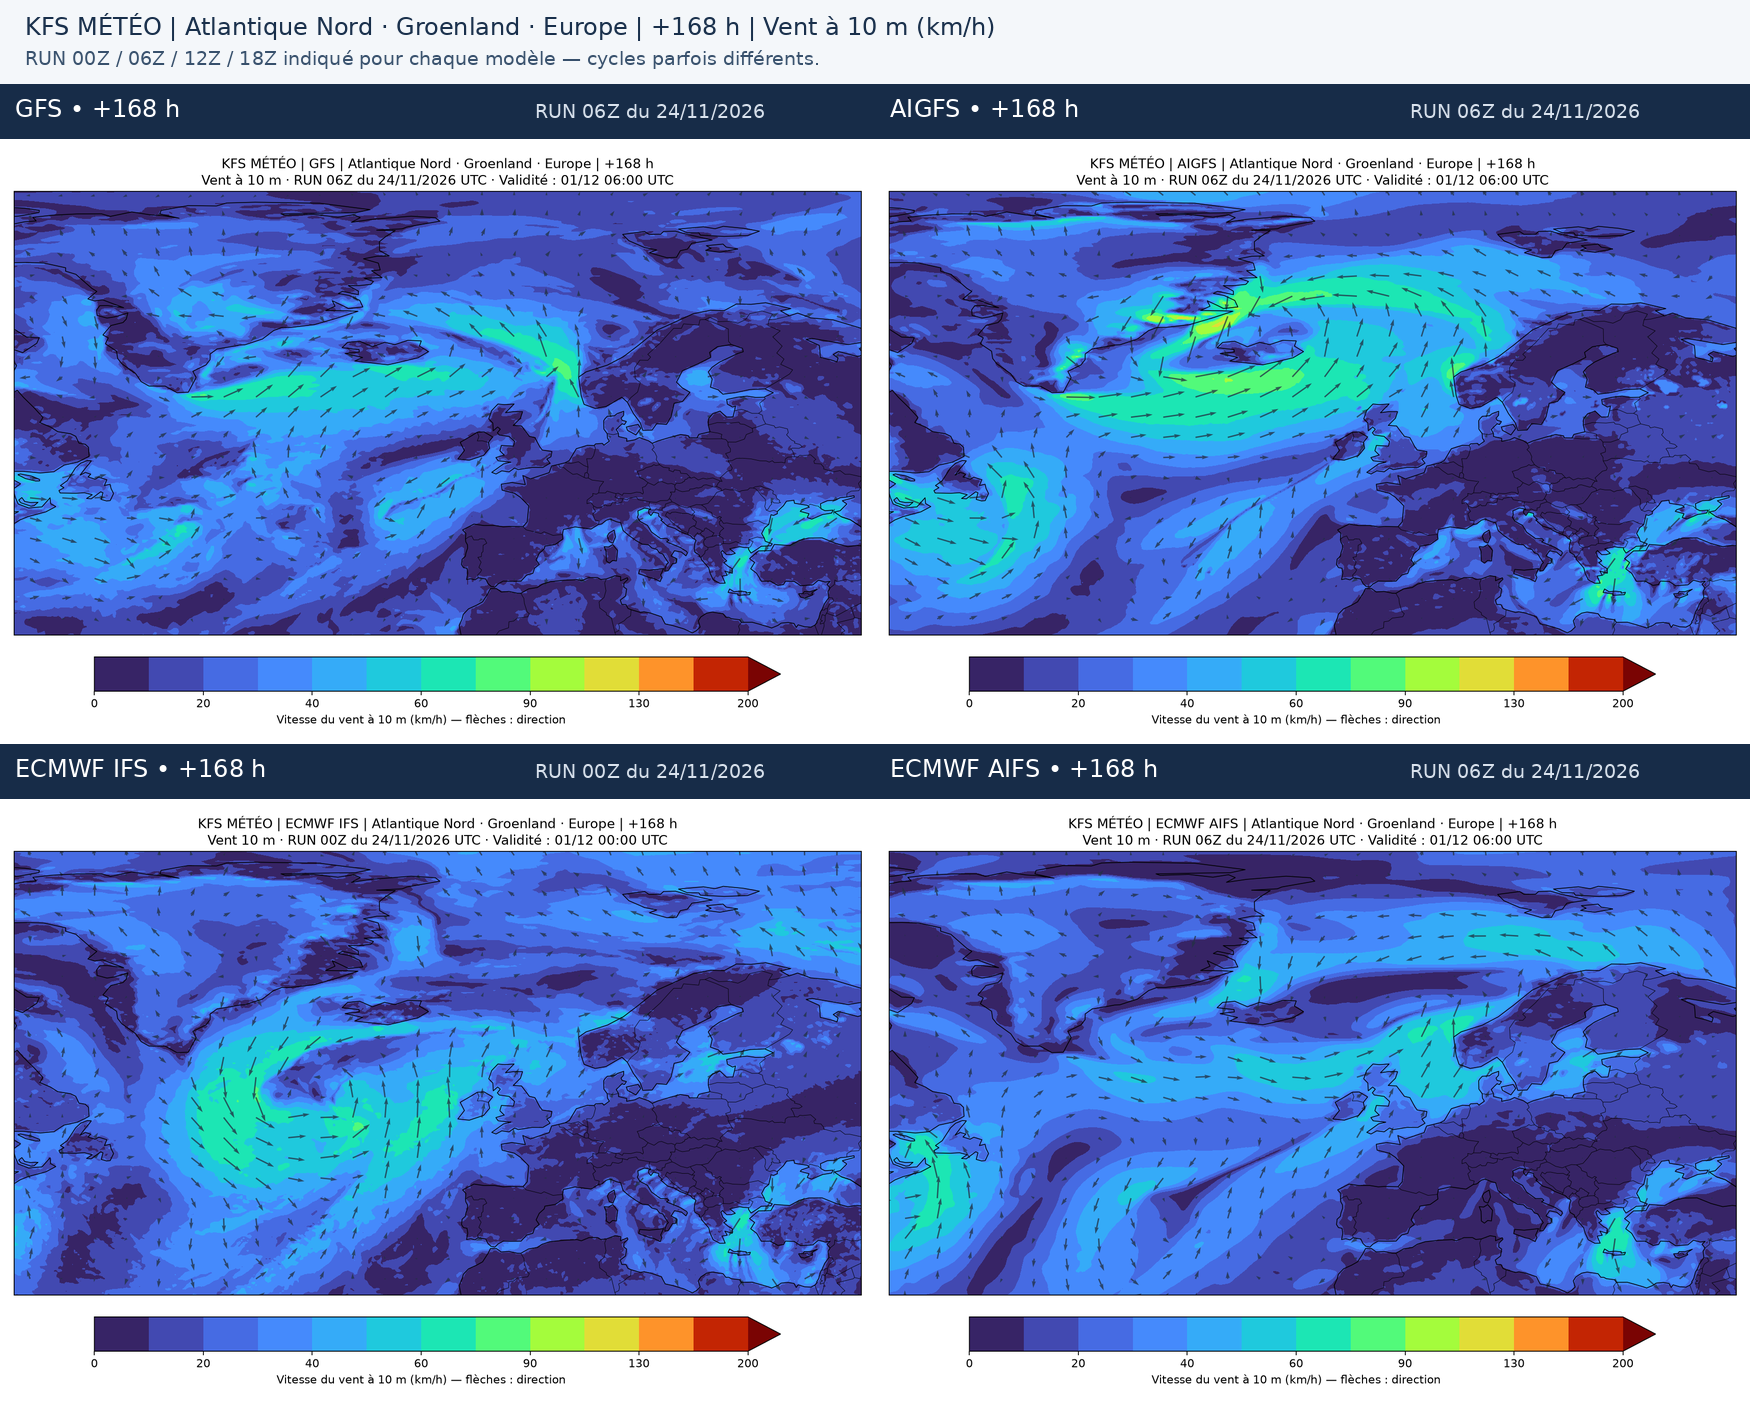 KFS MÉTÉO | Atlantique Nord · Groenland · Europe | +168 h | Vent à 10 m (km/h)
RUN 00Z / 06Z / 12Z / 18Z indiqué pour chaque modèle — cycles parfois différents.
GFS • +168 h RUN 06Z du 24/11/2026
KFS MÉTÉO | GFS | Atlantique Nord · Groenland · Europe | +168 h
Vent à 10 m · RUN 06Z du 24/11/2026 UTC · Validité : 01/12 06:00 UTC
0 20 40 60 90 130 200
Vitesse du vent à 10 m (km/h) — flèches : direction
AIGFS • +168 h RUN 06Z du 24/11/2026
KFS MÉTÉO | AIGFS | Atlantique Nord · Groenland · Europe | +168 h
Vent à 10 m · RUN 06Z du 24/11/2026 UTC · Validité : 01/12 06:00 UTC
0 20 40 60 90 130 200
Vitesse du vent à 10 m (km/h) — flèches : direction
ECMWF IFS • +168 h RUN 00Z du 24/11/2026
KFS MÉTÉO | ECMWF IFS | Atlantique Nord · Groenland · Europe | +168 h
Vent 10 m · RUN 00Z du 24/11/2026 UTC · Validité : 01/12 00:00 UTC
0 20 40 60 90 130 200
Vitesse du vent à 10 m (km/h) — flèches : direction
ECMWF AIFS • +168 h RUN 06Z du 24/11/2026
KFS MÉTÉO | ECMWF AIFS | Atlantique Nord · Groenland · Europe | +168 h
Vent 10 m · RUN 06Z du 24/11/2026 UTC · Validité : 01/12 06:00 UTC
0 20 40 60 90 130 200
Vitesse du vent à 10 m (km/h) — flèches : direction